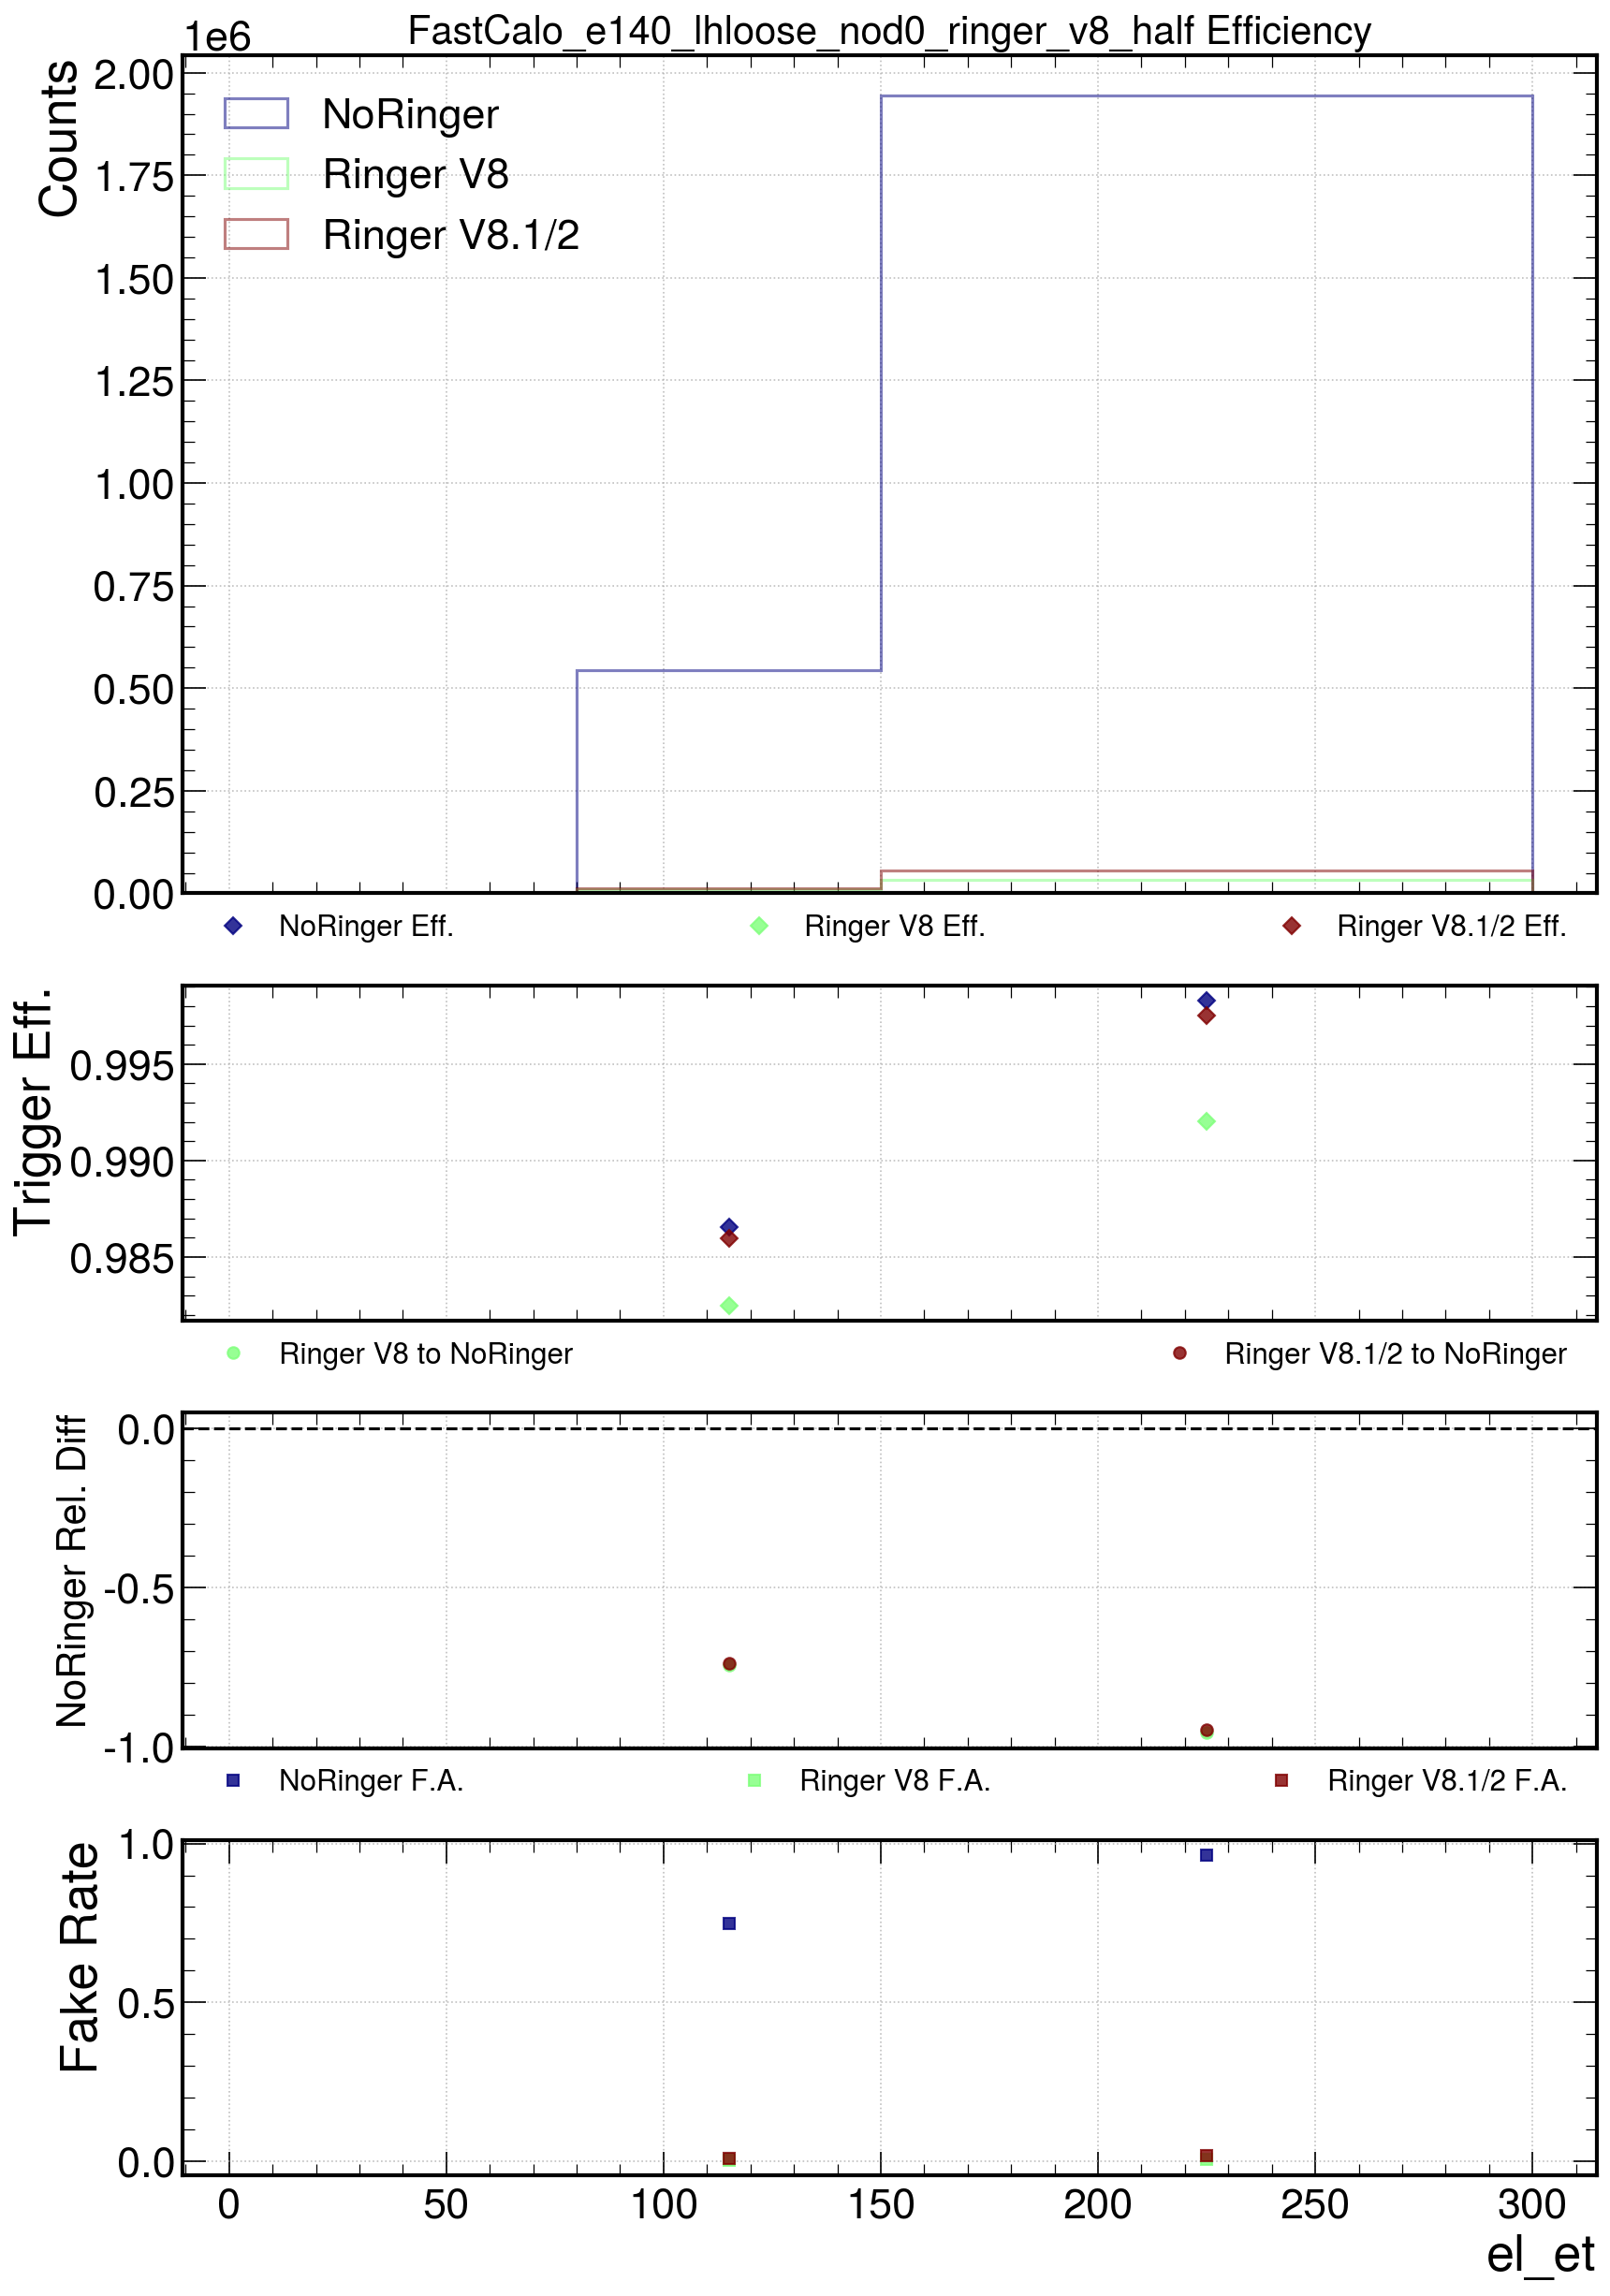 FastCalo_e140_lhloose_nod0_ringer_v8_half Efficiency
1e6
Counts
2.00
1.75
1.50
1.25
1.00
0.75
0.50
0.25
0.00
NoRinger
Ringer V8
Ringer V8.1/2
NoRinger Eff.
Ringer V8 Eff.
Ringer V8.1/2 Eff.
Trigger Eff.
0.995
0.990
0.985
Ringer V8 to NoRinger
Ringer V8.1/2 to NoRinger
NoRinger Rel. Diff
0.0
-0.5
-1.0
NoRinger F.A.
Ringer V8 F.A.
Ringer V8.1/2 F.A.
Fake Rate
1.0
0.5
0.0
0 50 100 150 200 250 300
el_et